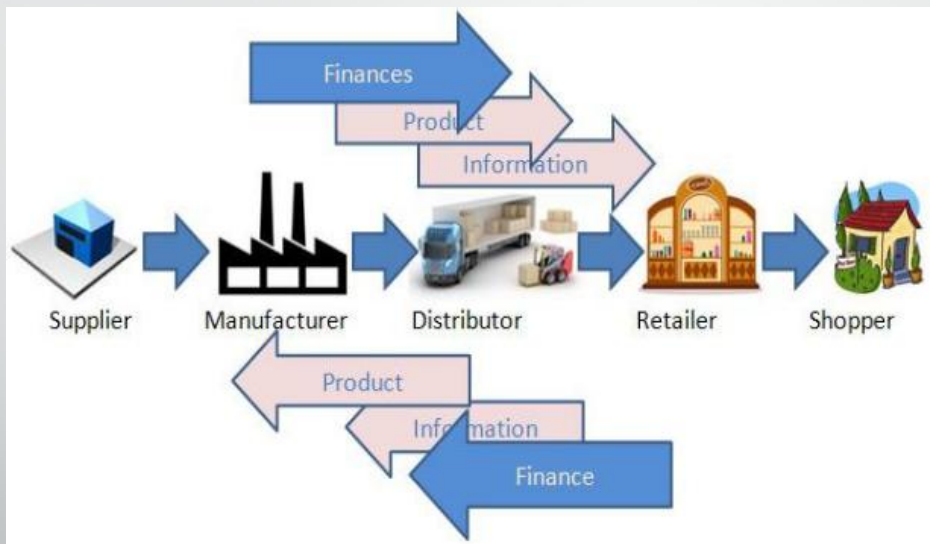 Finances
Product
Information
Supplier
Manufacturer
Distributor
Retailer
Shopper
Product
Information
Finance